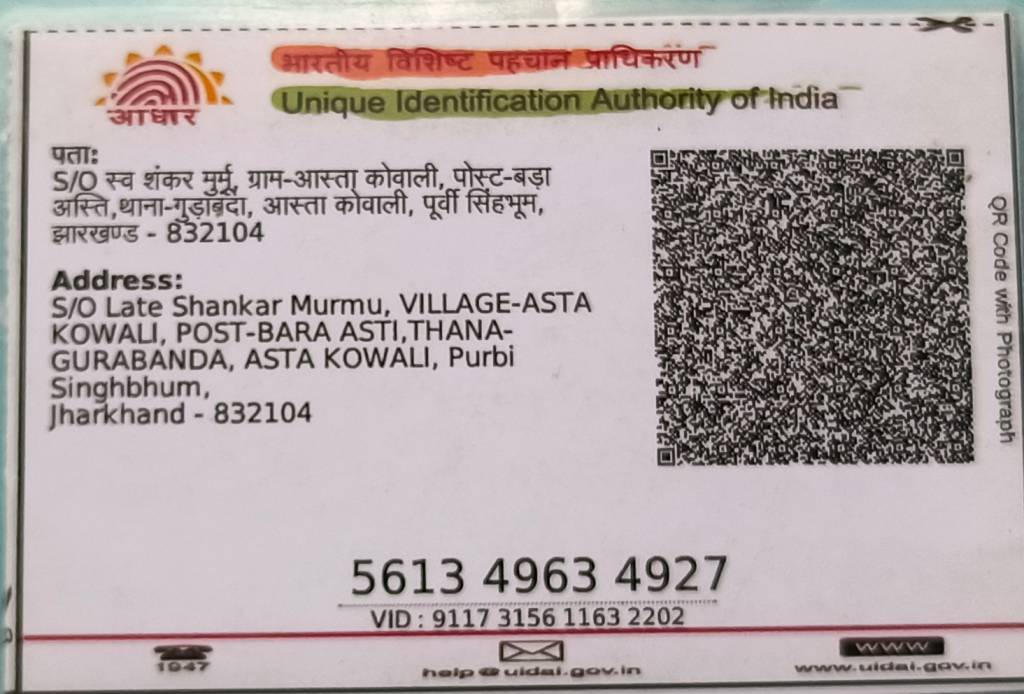 भारतीय विशिष्ट पहचान प्राधिकरण
Unique Identification Authority of India
आधार
पता:
S/O स्व शंकर मुर्मू, ग्राम-आस्ता कोवाली, पोस्ट-बड़ा
अस्ति,थाना-गुड़ाबंदा, आस्ता कोवाली, पूर्वी सिंहभूम,
झारखण्ड - 832104
Address:
S/O Late Shankar Murmu, VILLAGE-ASTA
KOWALI, POST-BARA ASTI,THANA-
GURABANDA, ASTA KOWALI, Purbi
Singhbhum,
Jharkhand - 832104
QR Code with Photograph
5613 4963 4927
VID : 9117 3156 1163 2202
1947
help@uidai.gov.in
www
www.uidai.gov.in